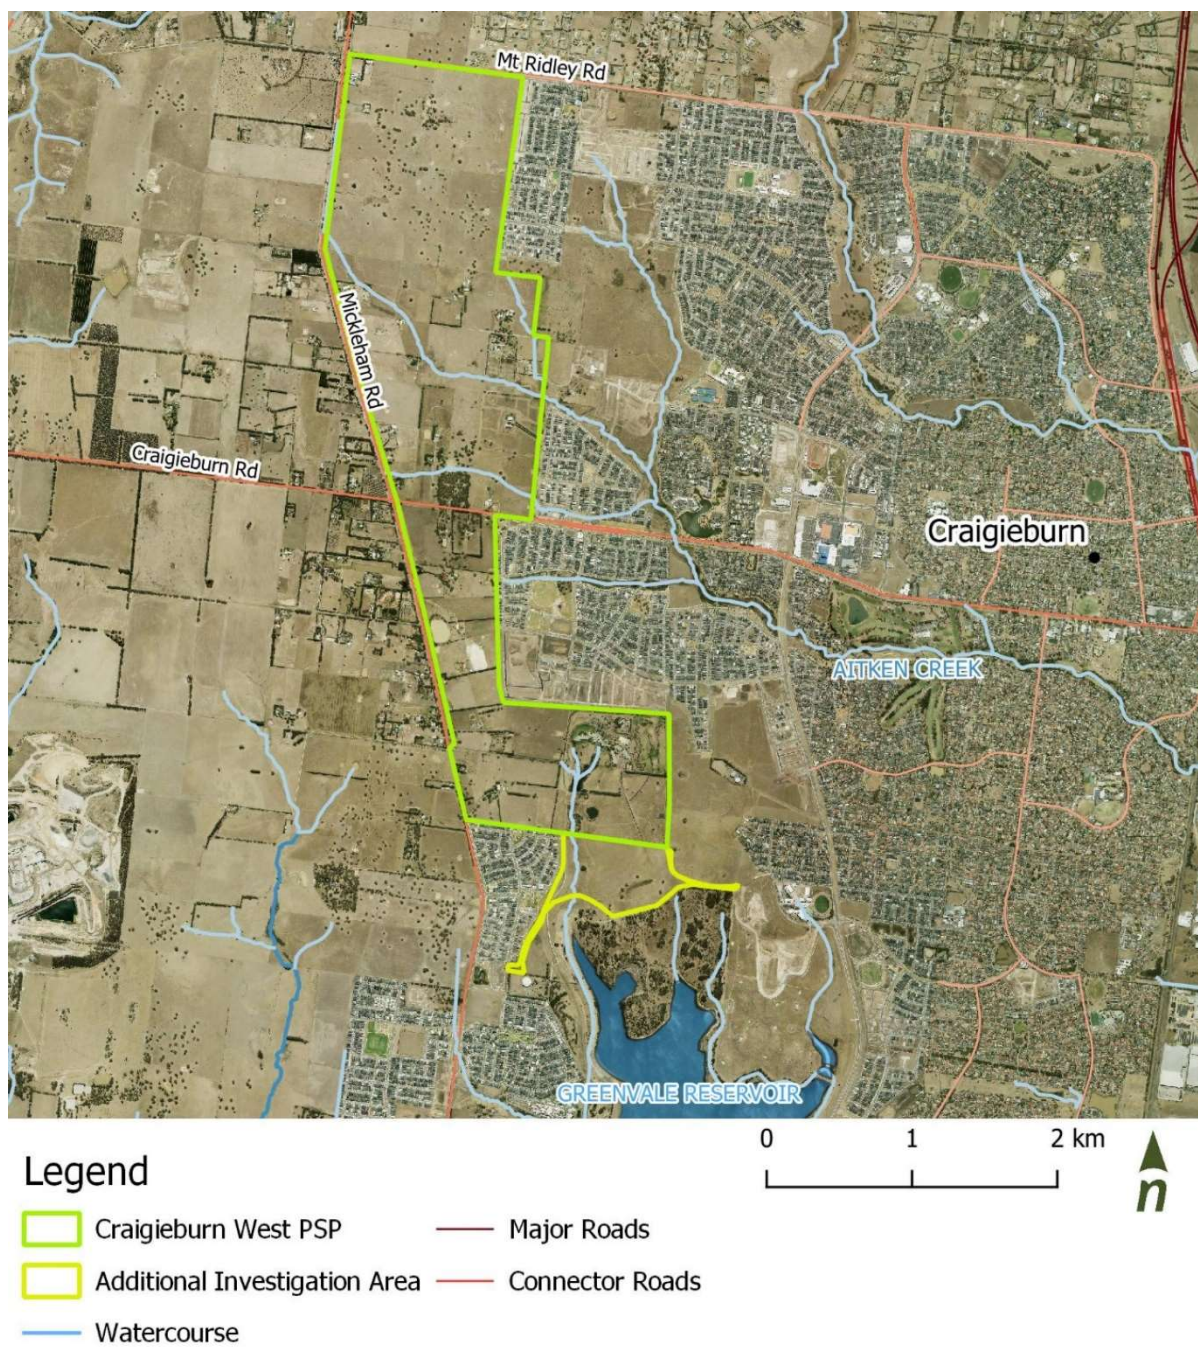 Mt Ridley Rd
Mickleham Rd
Craigieburn Rd
Craigieburn
AITKEN CREEK
GREENVALE RESERVOIR
0 1 2 km
n
Legend
Craigieburn West PSP
Major Roads
Additional Investigation Area
Connector Roads
Watercourse